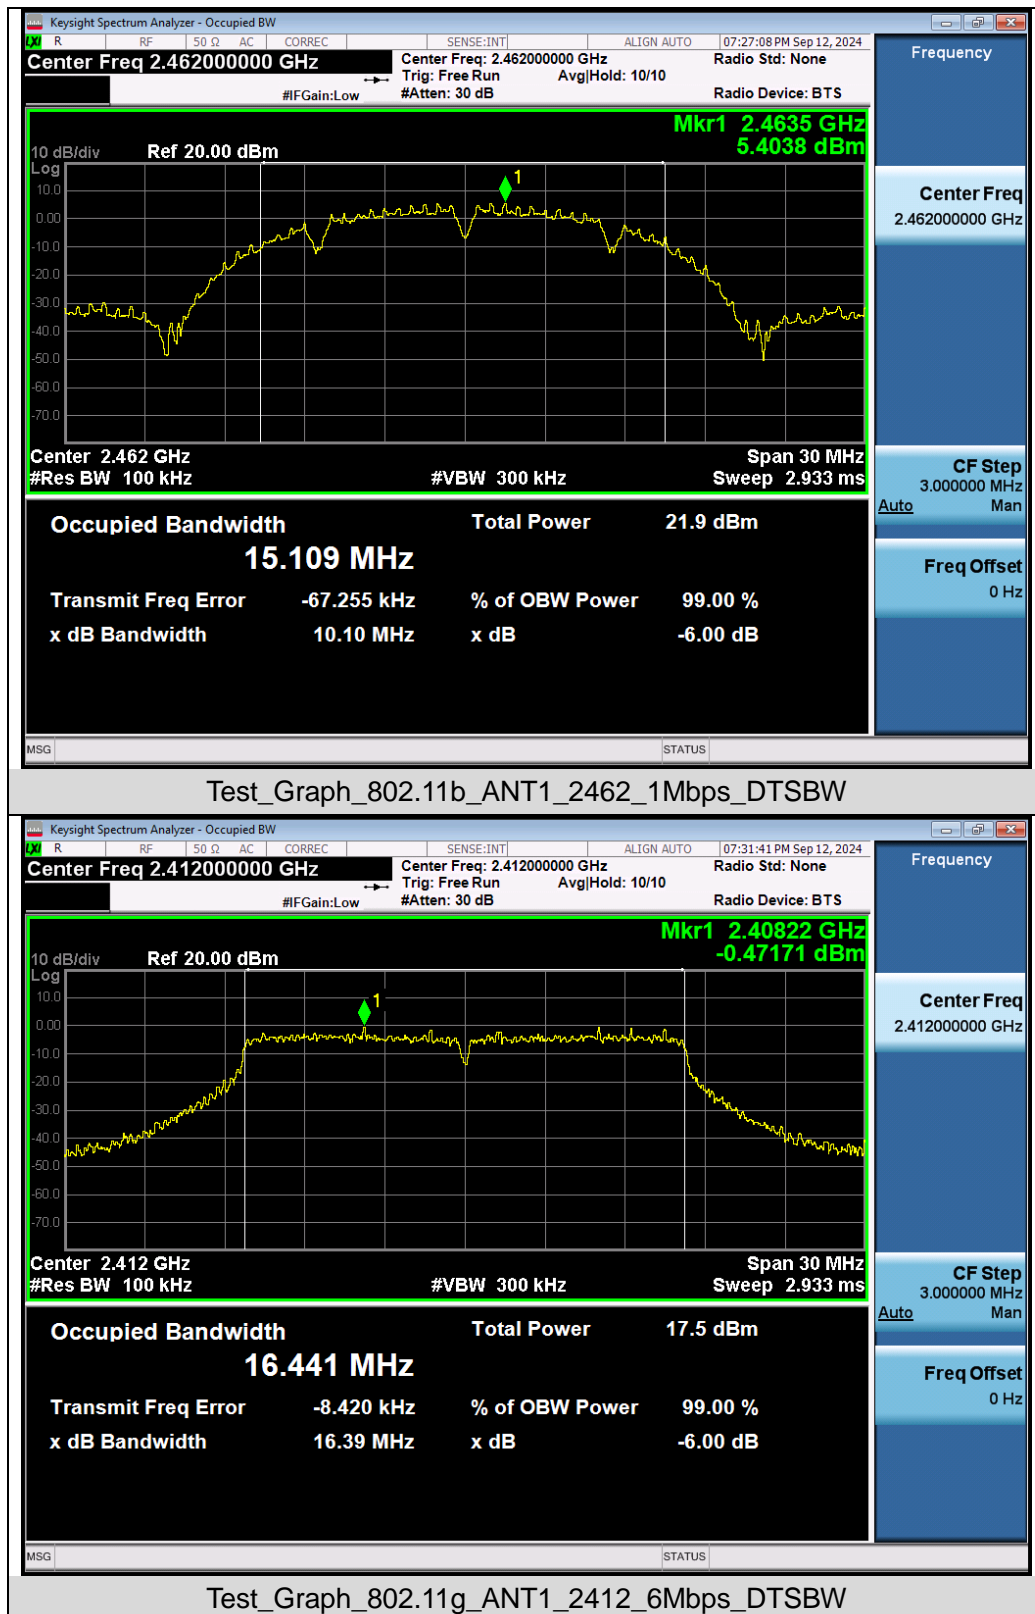 Keysight Spectrum Analyzer - Occupied BW
LXI R RF 50 Ω AC CORREC SENSE:INT ALIGN AUTO 07:27:08 PM Sep 12, 2024
Center Freq 2.462000000 GHz
Center Freq: 2.462000000 GHz
Radio Std: None
Trig: Free Run Avg|Hold: 10/10
#IFGain:Low
#Atten: 30 dB
Radio Device: BTS
Mkr1 2.4635 GHz
5.4038 dBm
10 dB/div Ref 20.00 dBm
Log
1
10.0
0.00
-10.0
-20.0
-30.0
-40.0
-50.0
-60.0
-70.0
Center 2.462 GHz
Span 30 MHz
#Res BW 100 kHz
#VBW 300 kHz
Sweep 2.933 ms
Occupied Bandwidth
Total Power 21.9 dBm
15.109 MHz
Transmit Freq Error -67.255 kHz % of OBW Power 99.00 %
x dB Bandwidth 10.10 MHz x dB -6.00 dB
MSG
STATUS
Frequency
Center Freq
2.462000000 GHz
CF Step
3.000000 MHz
Auto Man
Freq Offset
0 Hz
Test_Graph_802.11b_ANT1_2462_1Mbps_DTSBW
Keysight Spectrum Analyzer - Occupied BW
LXI R RF 50 Ω AC CORREC SENSE:INT ALIGN AUTO 07:31:41 PM Sep 12, 2024
Center Freq 2.412000000 GHz
Center Freq: 2.412000000 GHz
Radio Std: None
Trig: Free Run Avg|Hold: 10/10
#IFGain:Low
#Atten: 30 dB
Radio Device: BTS
Mkr1 2.40822 GHz
-0.47171 dBm
10 dB/div Ref 20.00 dBm
Log
1
10.0
0.00
-10.0
-20.0
-30.0
-40.0
-50.0
-60.0
-70.0
Center 2.412 GHz
Span 30 MHz
#Res BW 100 kHz
#VBW 300 kHz
Sweep 2.933 ms
Occupied Bandwidth
Total Power 17.5 dBm
16.441 MHz
Transmit Freq Error -8.420 kHz % of OBW Power 99.00 %
x dB Bandwidth 16.39 MHz x dB -6.00 dB
MSG
STATUS
Frequency
Center Freq
2.412000000 GHz
CF Step
3.000000 MHz
Auto Man
Freq Offset
0 Hz
Test_Graph_802.11g_ANT1_2412_6Mbps_DTSBW